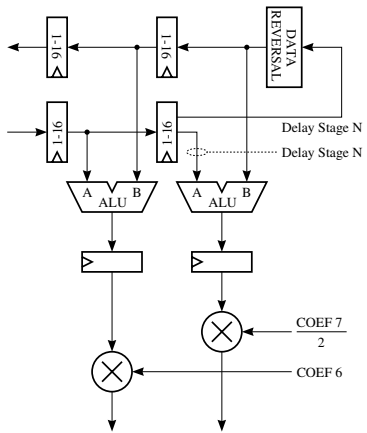 1-16
1-16
DATA
REVERSAL
1-16
1-16
Delay Stage N
Delay Stage N
A B
ALU
A B
ALU
COEF 7
2
COEF 6